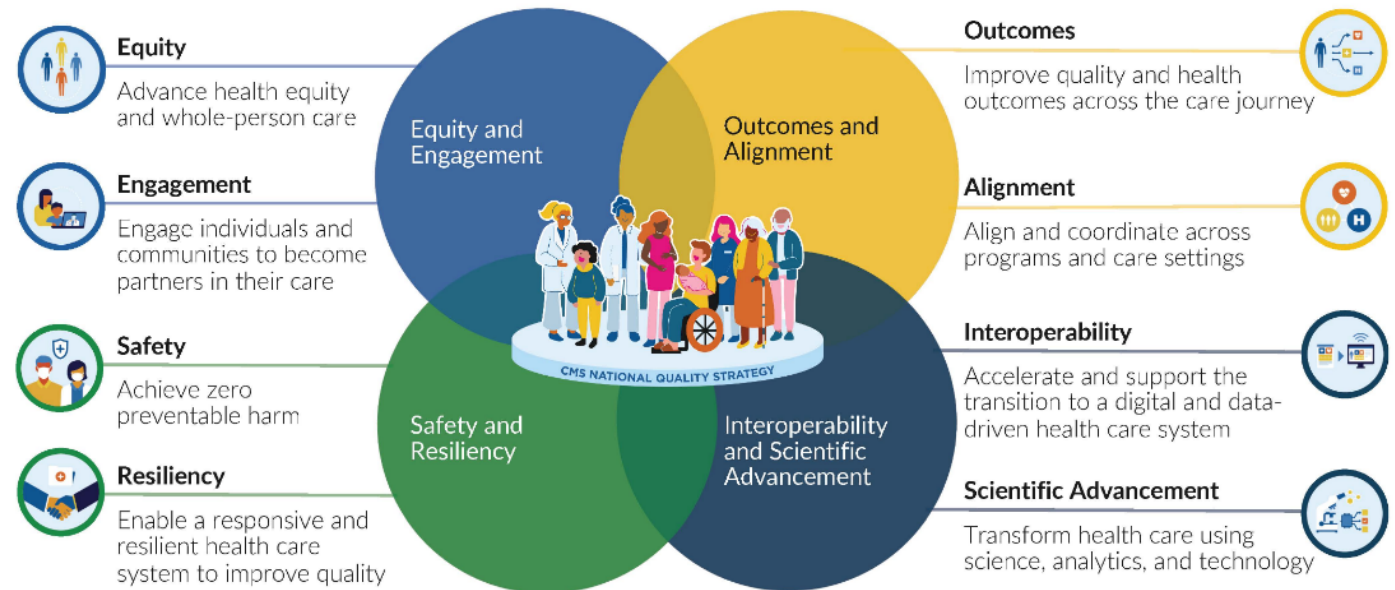 Equity
Advance health equity
and whole-person care
Engagement
Engage individuals and
communities to become
partners in their care
Safety
Achieve zero
preventable harm
Resiliency
Enable a responsive and
resilient health care
system to improve quality
Equity and
Engagement
Outcomes and
Alignment
CMS NATIONAL QUALITY STRATEGY
Safety and
Resiliency
Interoperability
and Scientific
Advancement
Outcomes
Improve quality and health
outcomes across the care journey
Alignment
Align and coordinate across
programs and care settings
Interoperability
Accelerate and support the
transition to a digital and data-
driven health care system
Scientific Advancement
Transform health care using
science, analytics, and technology
H
H